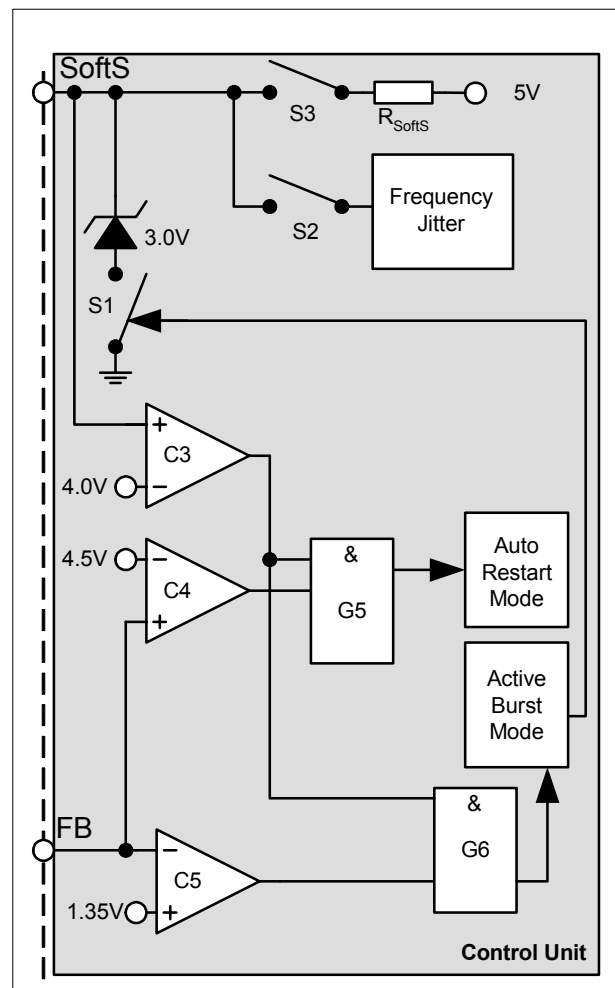 SoftS
5V
S3
R_SoftS
Frequency
Jitter
S2
3.0V
S1
+
C3
4.0V
−
4.5V
−
C4
+
&
G5
Auto
Restart
Mode
Active
Burst
Mode
&
G6
FB
−
C5
1.35V
+
Control Unit